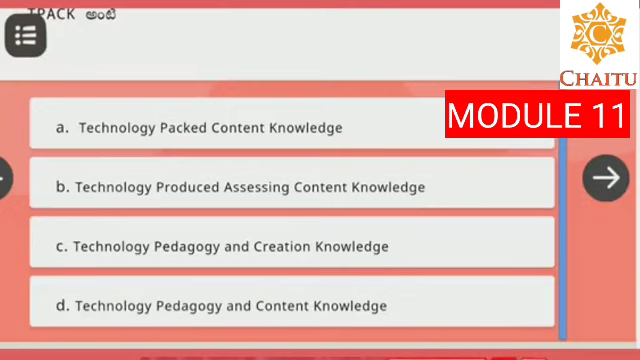 TPACK అంటే
CHAITU
MODULE 11
a. Technology Packed Content Knowledge
b. Technology Produced Assessing Content Knowledge
c. Technology Pedagogy and Creation Knowledge
d. Technology Pedagogy and Content Knowledge